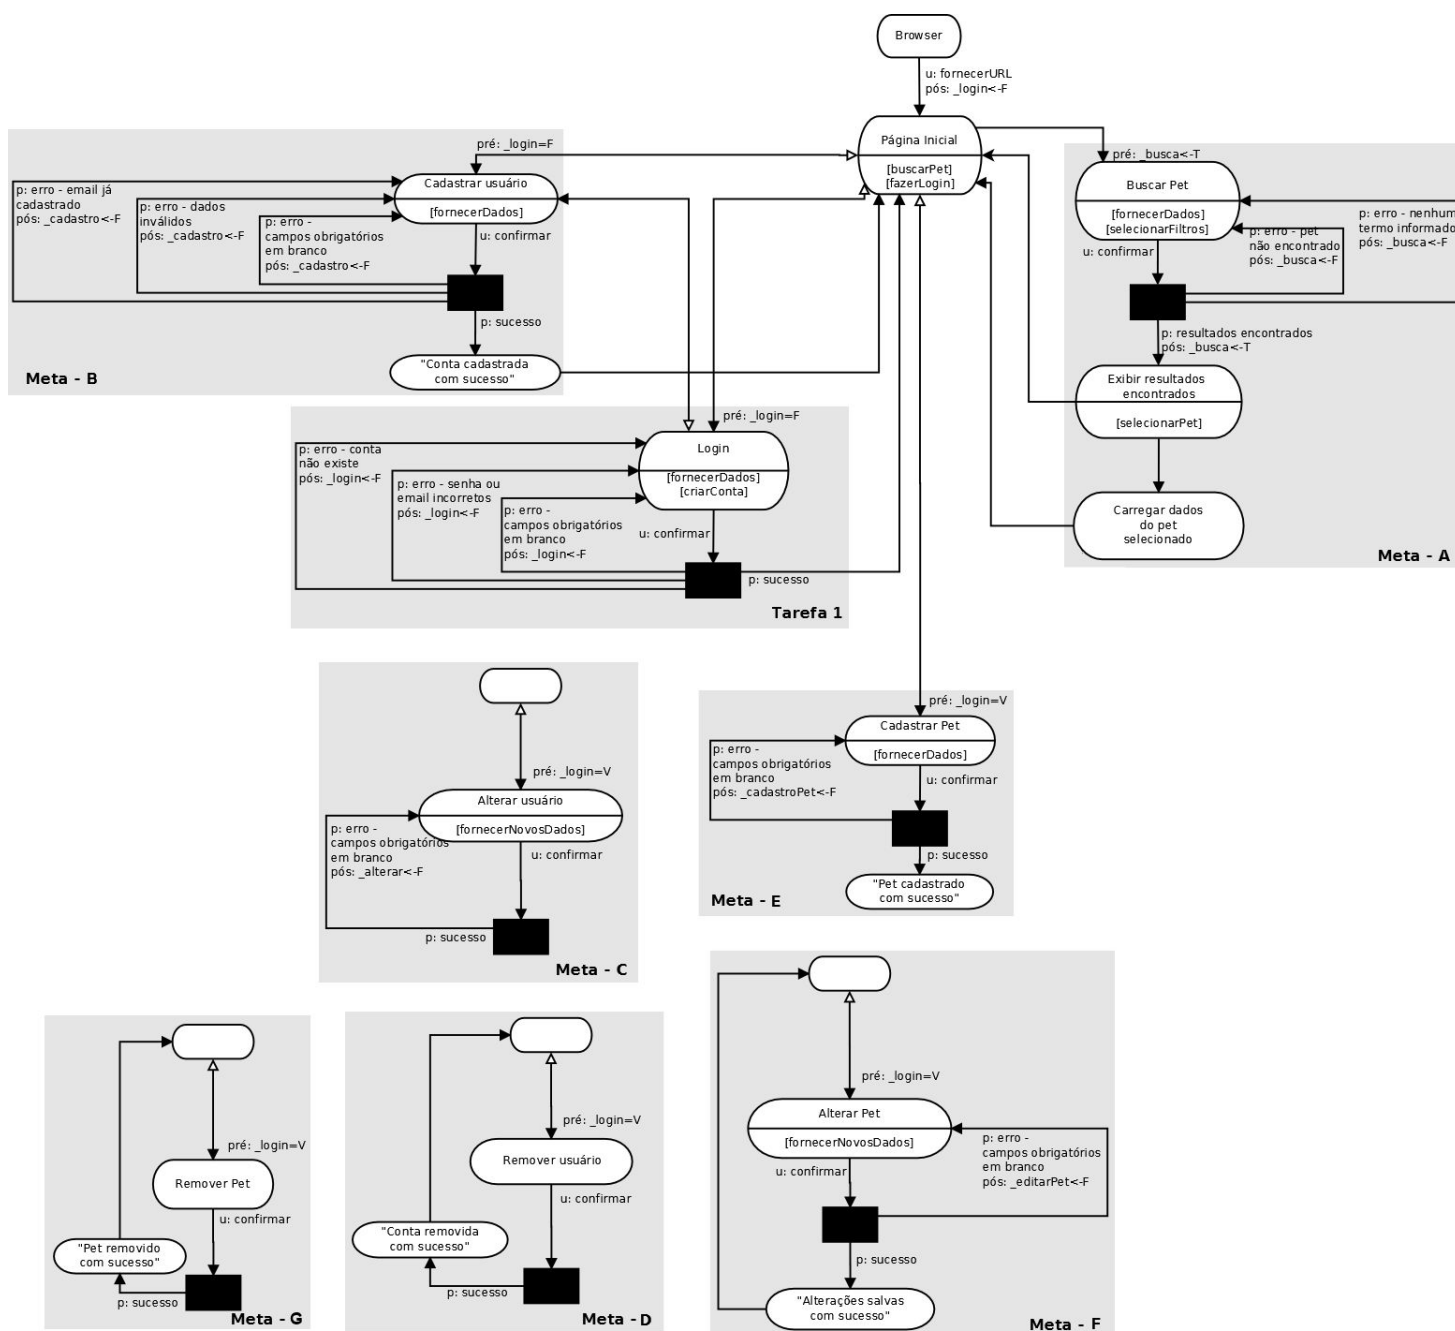 Browser
u: fornecerURL
pós: _login<-F
Página Inicial
[buscarPet]
[fazerLogin]
pré: _login=F
Cadastrar usuário
[fornecerDados]
p: erro - email já
cadastrado
pós: _cadastro<-F
p: erro - dados
inválidos
pós: _cadastro<-F
p: erro -
campos obrigatórios
em branco
pós: _cadastro<-F
u: confirmar
p: sucesso
"Conta cadastrada
com sucesso"
Meta - B
pré: _busca<-T
Buscar Pet
[fornecerDados]
[selecionarFiltros]
p: erro - nenhum
termo informado
pós: _busca<-F
p: erro - pet
não encontrado
pós: _busca<-F
u: confirmar
p: resultados encontrados
pós: _busca<-T
Exibir resultados
encontrados
[selecionarPet]
Carregar dados
do pet
selecionado
Meta - A
pré: _login=F
Login
[fornecerDados]
[criarConta]
p: erro - conta
não existe
pós: _login<-F
p: erro - senha ou
email incorretos
pós: _login<-F
p: erro -
campos obrigatórios
em branco
pós: _login<-F
u: confirmar
p: sucesso
Tarefa 1
pré: _login=V
Alterar usuário
[fornecerNovosDados]
p: erro -
campos obrigatórios
em branco
pós: _alterar<-F
u: confirmar
p: sucesso
Meta - C
pré: _login=V
Cadastrar Pet
[fornecerDados]
p: erro -
campos obrigatórios
em branco
pós: _cadastroPet<-F
u: confirmar
p: sucesso
"Pet cadastrado
com sucesso"
Meta - E
pré: _login=V
Remover Pet
u: confirmar
"Pet removido
com sucesso"
p: sucesso
Meta - G
pré: _login=V
Remover usuário
u: confirmar
"Conta removida
com sucesso"
p: sucesso
Meta - D
pré: _login=V
Alterar Pet
[fornecerNovosDados]
p: erro -
campos obrigatórios
em branco
pós: _editarPet<-F
u: confirmar
p: sucesso
"Alterações salvas
com sucesso"
Meta - F